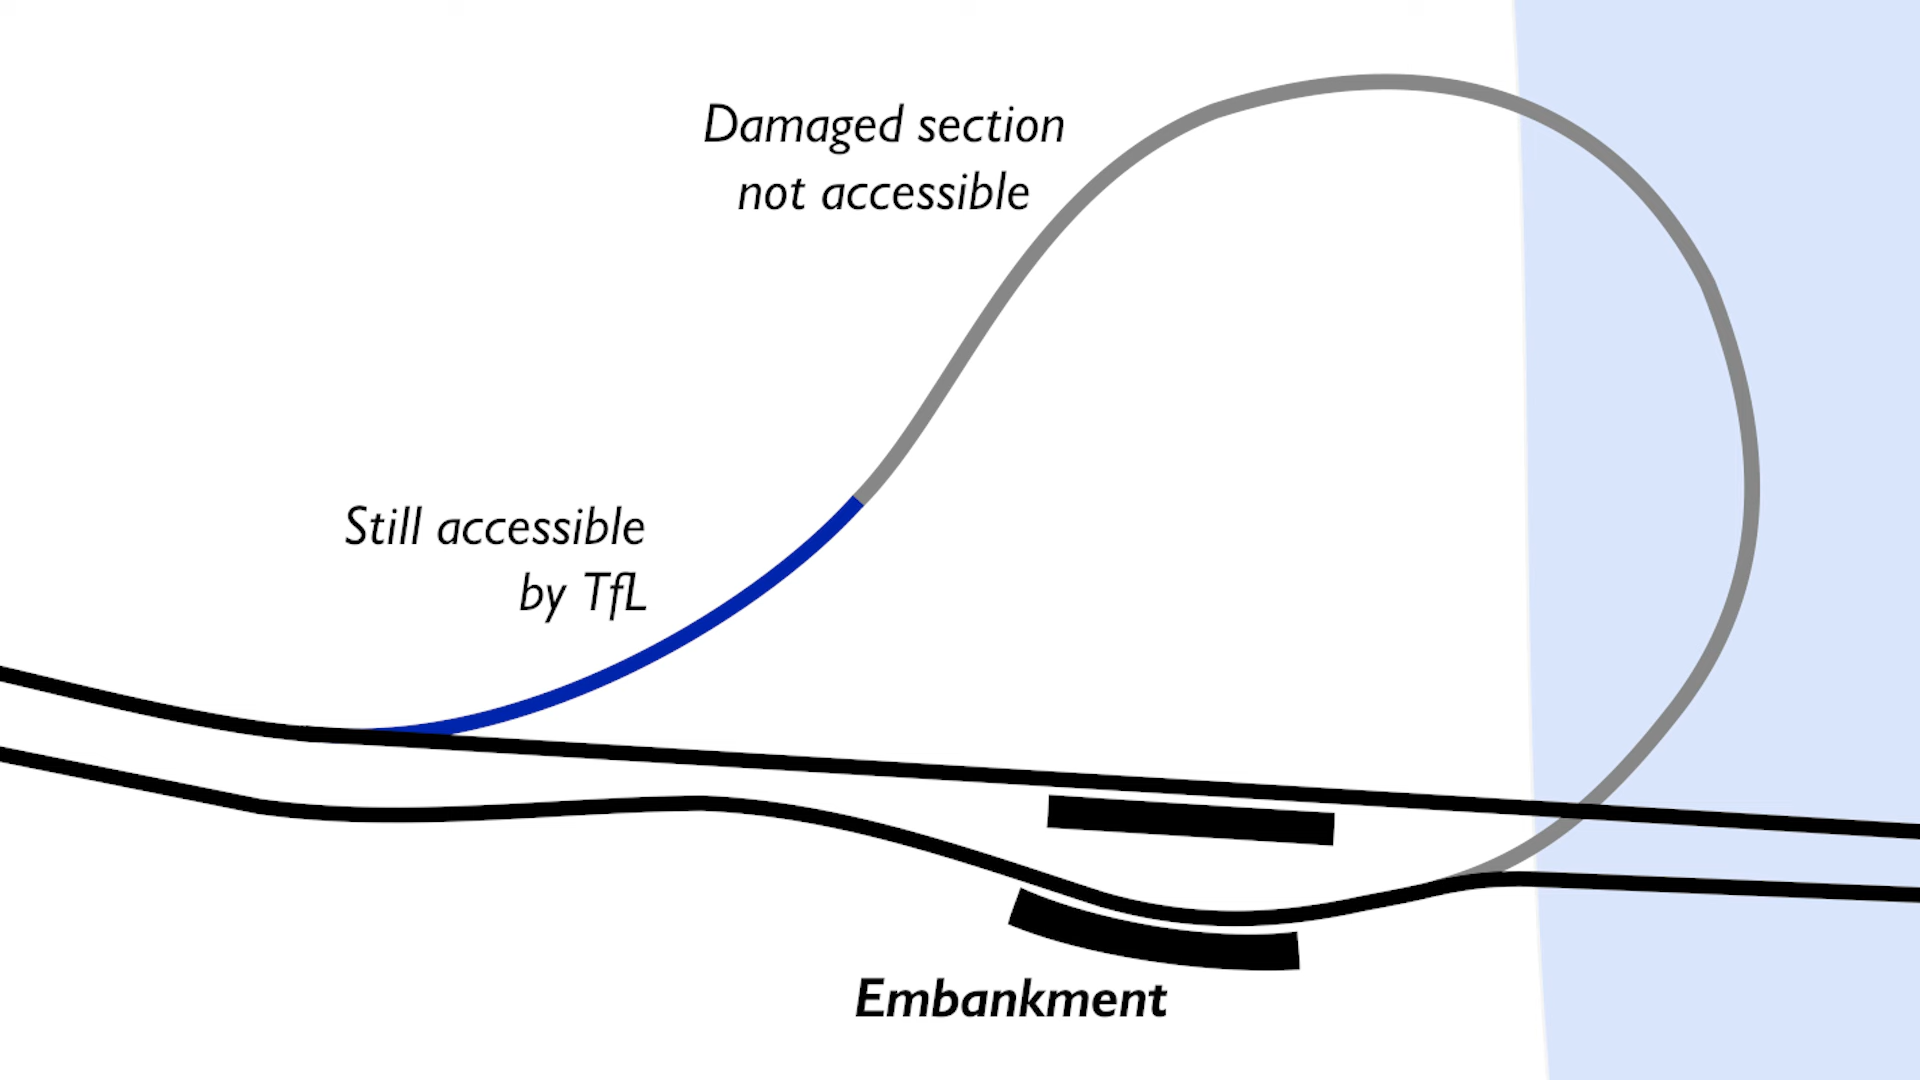 Damaged section
not accessible
Still accessible
by TfL
Embankment